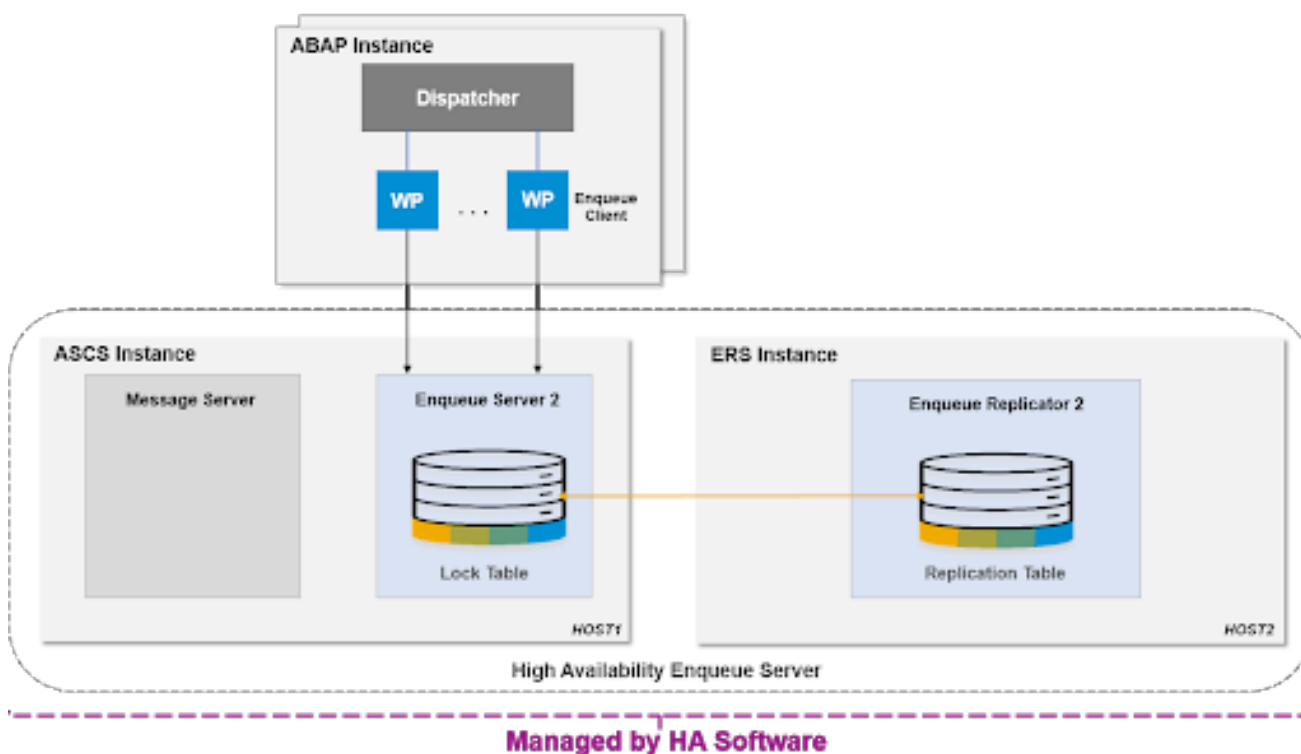 ABAP Instance
Dispatcher
WP
. . .
WP
Enqueue
Client
ASCS Instance
Message Server
Enqueue Server 2
Lock Table
HOST1
ERS Instance
Enqueue Replicator 2
Replication Table
HOST2
High Availability Enqueue Server
Managed by HA Software